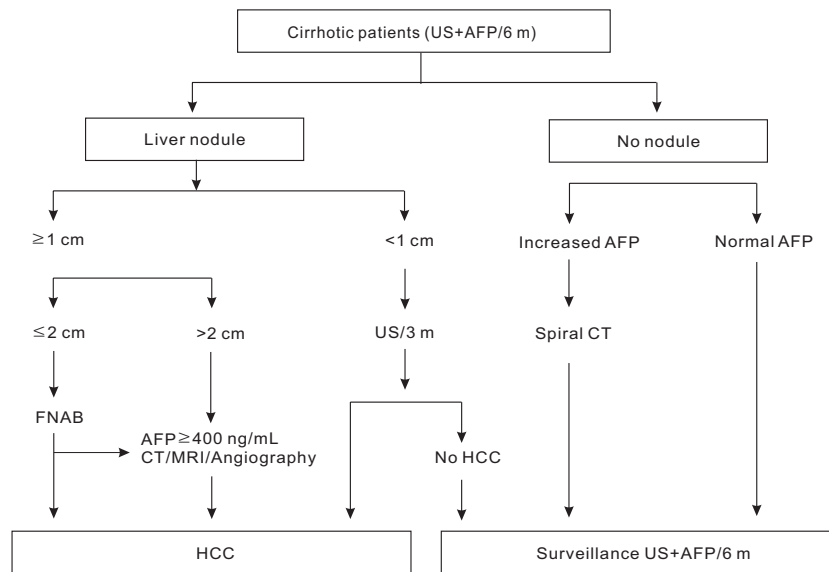 Cirrhotic patients (US+AFP/6 m)
Liver nodule
No nodule
≥1 cm
<1 cm
Increased AFP
Normal AFP
≤2 cm
>2 cm
US/3 m
Spiral CT
FNAB
AFP≥400 ng/mL
CT/MRI/Angiography
No HCC
HCC
Surveillance US+AFP/6 m